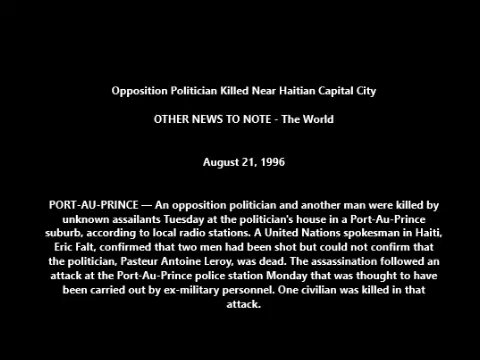 Opposition Politician Killed Near Haitian Capital City
OTHER NEWS TO NOTE - The World
August 21, 1996
PORT-AU-PRINCE — An opposition politician and another man were killed by
unknown assailants Tuesday at the politician's house in a Port-Au-Prince
suburb, according to local radio stations. A United Nations spokesman in Haiti,
Eric Falt, confirmed that two men had been shot but could not confirm that
the politician, Pasteur Antoine Leroy, was dead. The assassination followed an
attack at the Port-Au-Prince police station Monday that was thought to have
been carried out by ex-military personnel. One civilian was killed in that
attack.